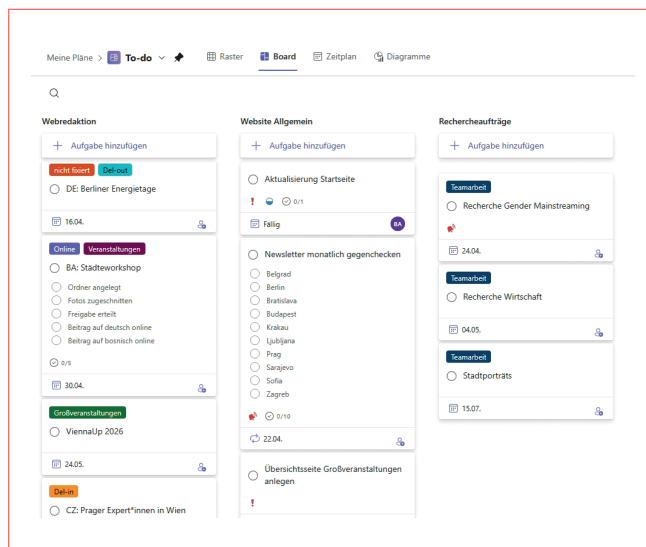 Meine Pläne > To-do
Raster
Board
Zeitplan
Diagramme
Webredaktion
Aufgabe hinzufügen
nicht fixiert Del-out
DE: Berliner Energietage
16.04.
Online Veranstaltungen
BA: Städteworkshop
Ordner angelegt
Fotos zugeschnitten
Freigabe erteilt
Beitrag auf deutsch online
Beitrag auf bosnisch online
0/5
30.04.
Großveranstaltungen
ViennaUp 2026
24.05.
Del-in
CZ: Prager Expert*innen in Wien
Website Allgemein
Aufgabe hinzufügen
Aktualisierung Startseite
0/1
Fällig
BA
Newsletter monatlich gegenchecken
Belgrad
Berlin
Bratislava
Budapest
Krakau
Ljubljana
Prag
Sarajevo
Sofia
Zagreb
0/10
22.04.
Übersichtsseite Großveranstaltungen
anlegen
Rechercheaufträge
Aufgabe hinzufügen
Teamarbeit
Recherche Gender Mainstreaming
24.04.
Teamarbeit
Recherche Wirtschaft
04.05.
Teamarbeit
Stadtporträts
15.07.